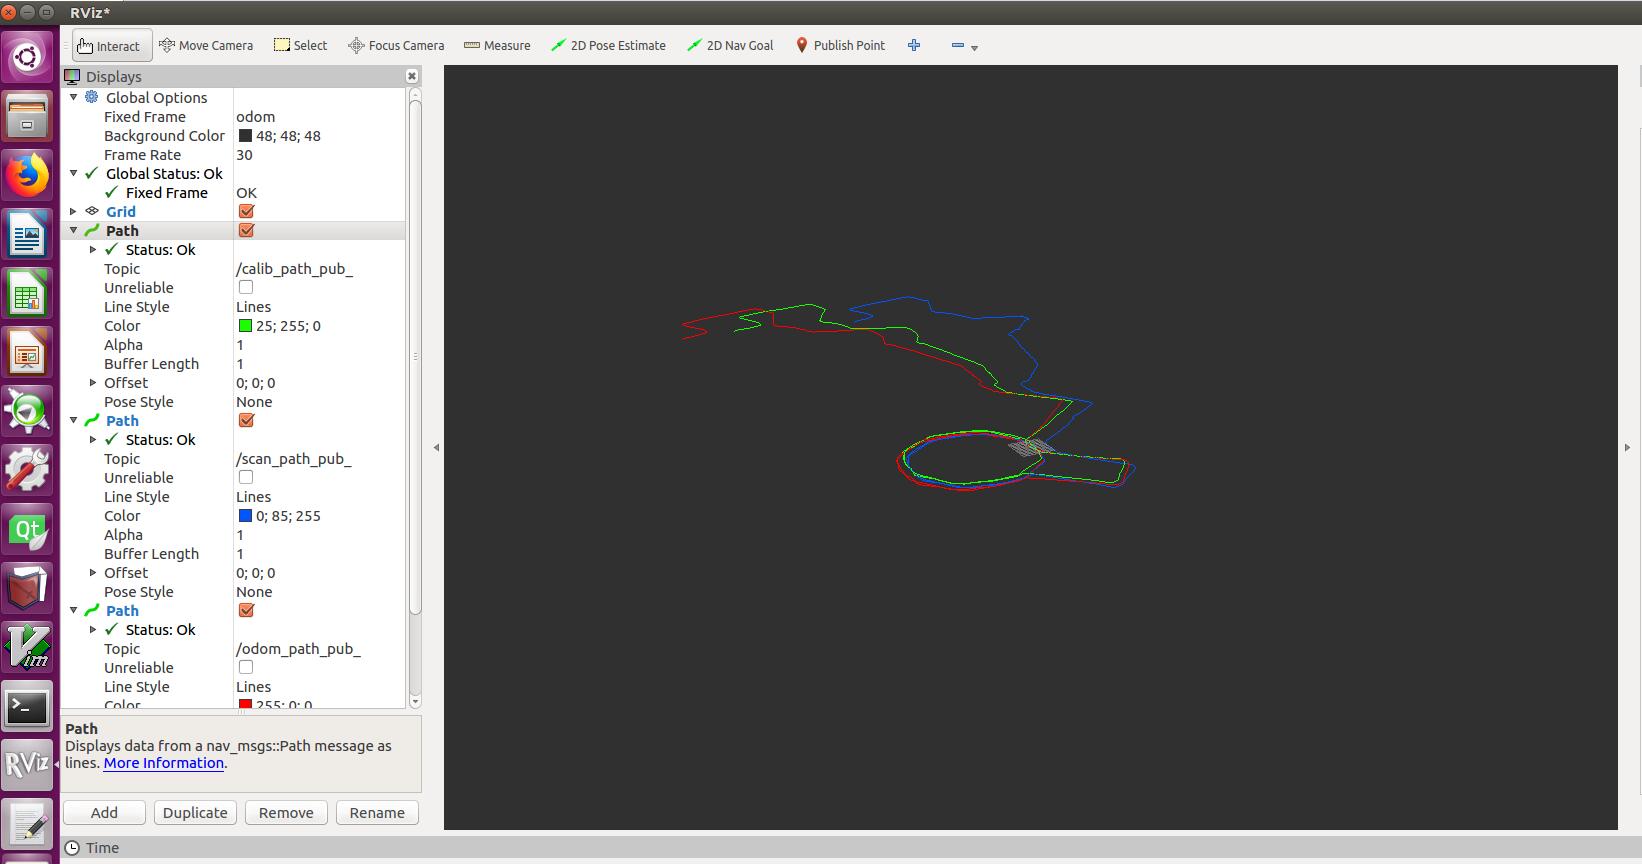 RViz*
Interact Move Camera Select Focus Camera Measure 2D Pose Estimate 2D Nav Goal Publish Point
Displays
Global Options
Fixed Frame odom
Background Color 48; 48; 48
Frame Rate 30
Global Status: Ok
Fixed Frame OK
Grid
Path
Status: Ok
Topic /calib_path_pub_
Unreliable
Line Style Lines
Color 25; 255; 0
Alpha 1
Buffer Length 1
Offset 0; 0; 0
Pose Style None
Path
Status: Ok
Topic /scan_path_pub_
Unreliable
Line Style Lines
Color 0; 85; 255
Alpha 1
Buffer Length 1
Offset 0; 0; 0
Pose Style None
Path
Status: Ok
Topic /odom_path_pub_
Unreliable
Line Style Lines
Color 255; 0; 0
Path
Displays data from a nav_msgs::Path message as
lines. More Information.
Add Duplicate Remove Rename
Time
Qt
Vim
>_
RViz